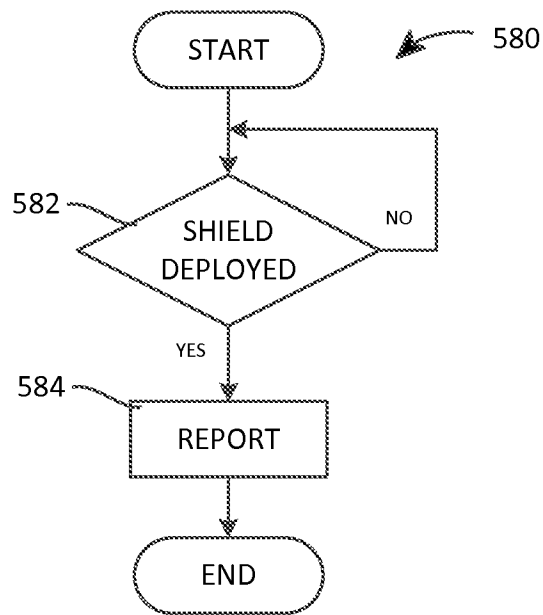 START
580
582
SHIELD
DEPLOYED
NO
YES
584
REPORT
END